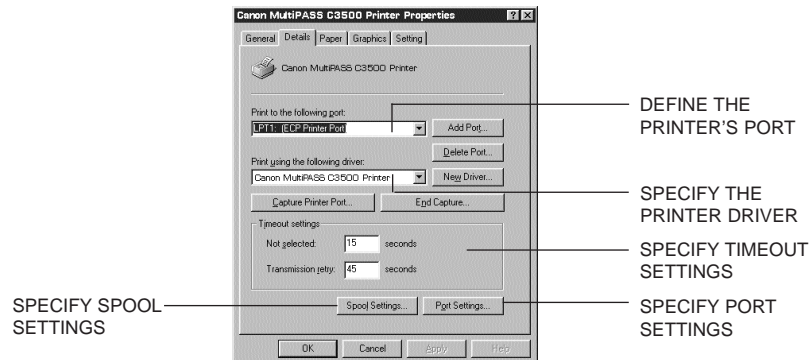 Canon MultiPASS C3500 Printer Properties
General Details Paper Graphics Setting
Canon MultiPASS C3500 Printer
Print to the following port:
LPT1: (ECP Printer Port)
Add Port...
Delete Port...
Print using the following driver:
Canon MultiPASS C3500 Printer
New Driver...
Capture Printer Port...
End Capture...
Timeout settings
Not selected: 15 seconds
Transmission retry: 45 seconds
Spool Settings...
Port Settings...
OK
Cancel
Apply
Help
DEFINE THE
PRINTER'S PORT
SPECIFY THE
PRINTER DRIVER
SPECIFY TIMEOUT
SETTINGS
SPECIFY SPOOL
SETTINGS
SPECIFY PORT
SETTINGS